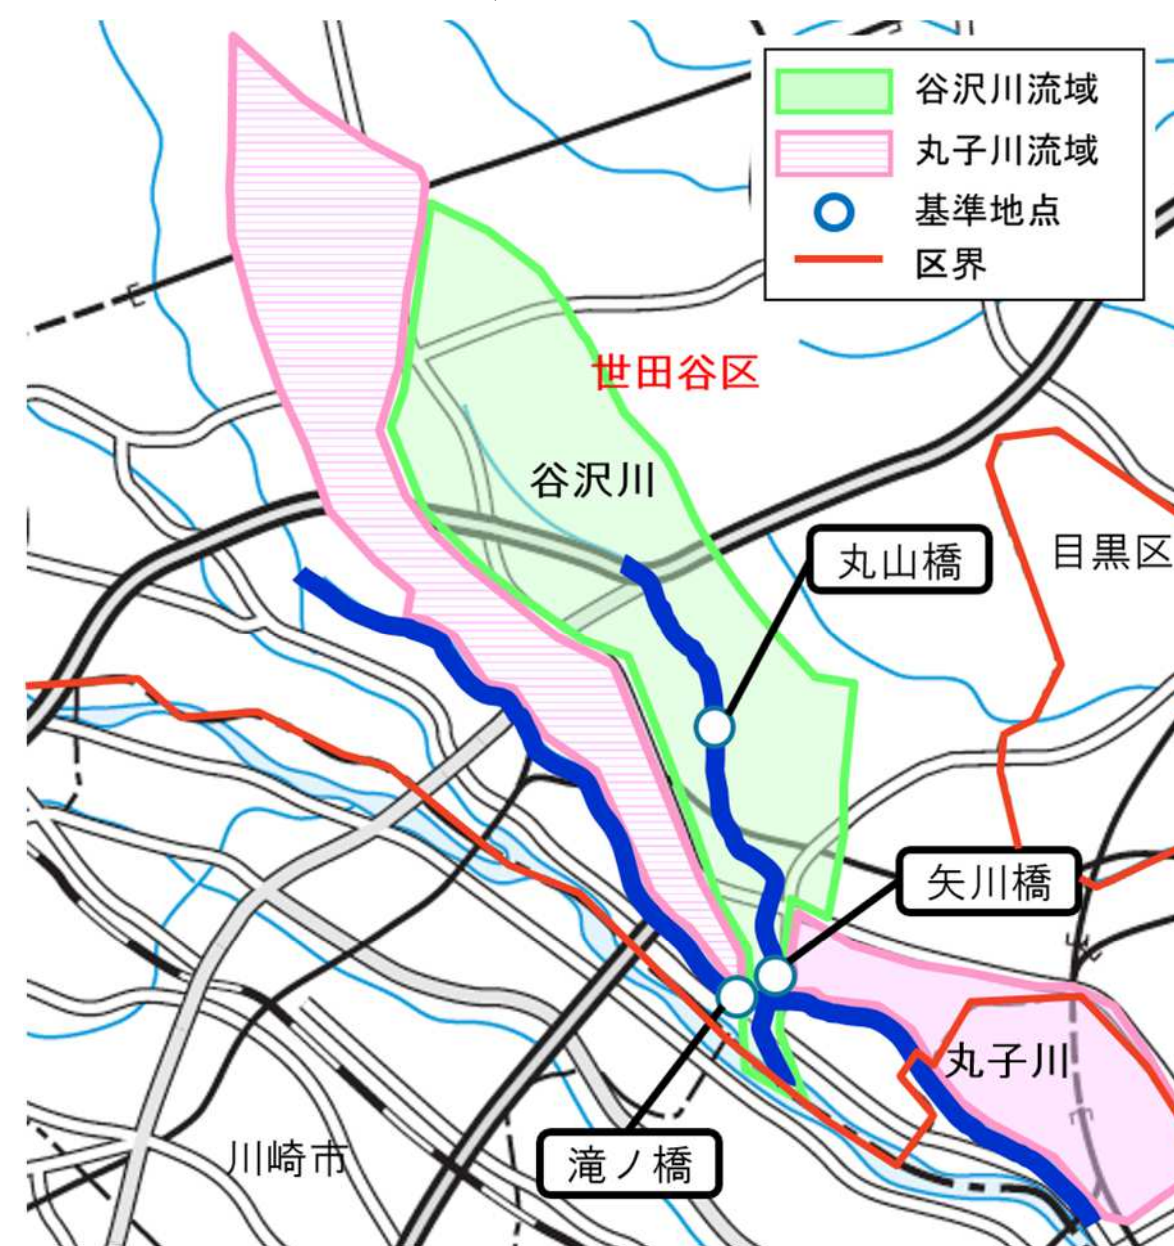 谷沢川流域
丸子川流域
基準地点
区界
世田谷区
谷沢川
丸山橋
目黒区
矢川橋
丸子川
滝ノ橋
川崎市